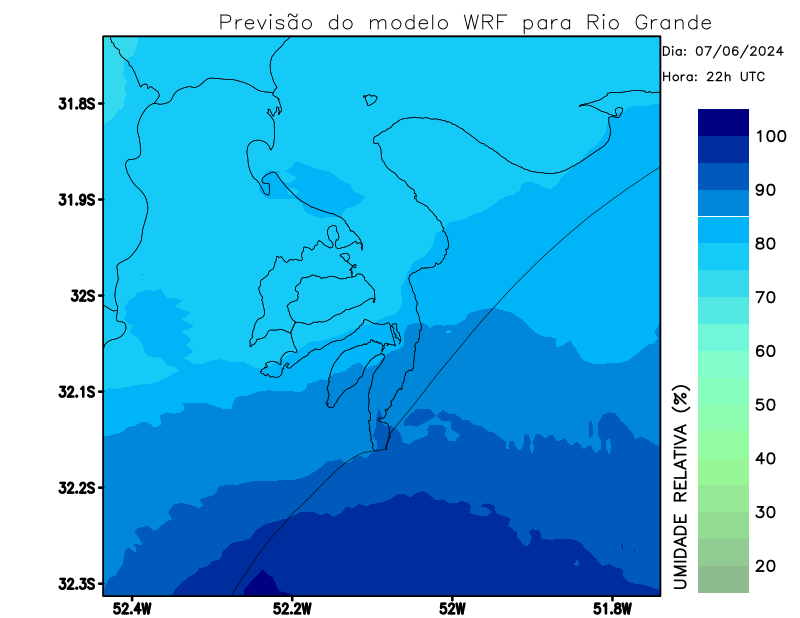 Previsão do modelo WRF para Rio Grande
Dia: 07/06/2024
Hora: 22h UTC
31.8S
31.9S
32S
32.1S
32.2S
32.3S
52.4W
52.2W
52W
51.8W
100
90
80
70
60
50
40
30
20
UMIDADE RELATIVA (%)